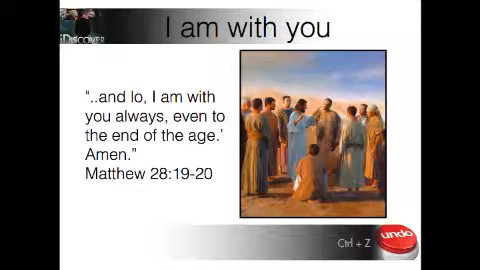 I am with you
iDiscover
"..and lo, I am with
you always, even to
the end of the age.'
Amen."
Matthew 28:19-20
Ctrl + Z
undo